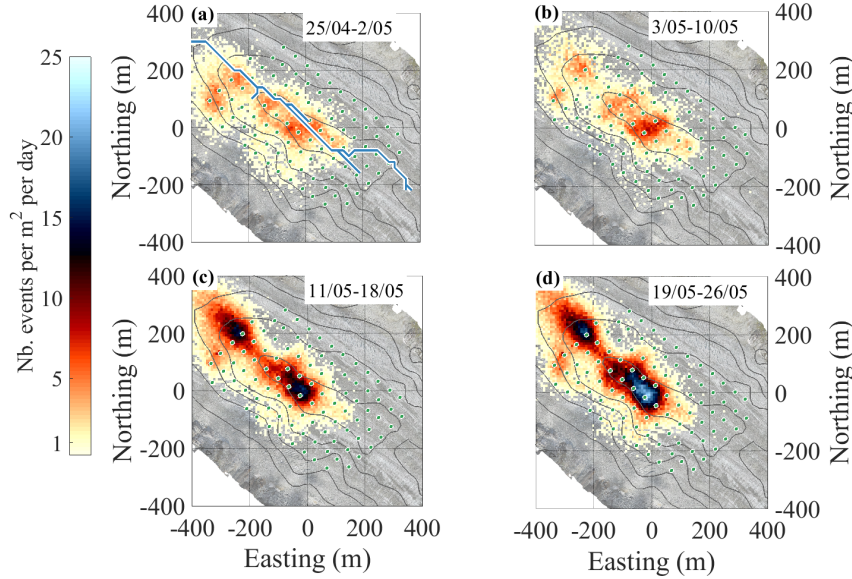 (a) 25/04-2/05
(b) 3/05-10/05
400
200
0
-200
-400
Northing (m)
400
200
0
-200
-400
Northing (m)
25
20
15
10
5
1
Nb. events per m² per day
(c) 11/05-18/05
(d) 19/05-26/05
400
200
0
-200
-400
Northing (m)
400
200
0
-200
-400
Northing (m)
-400 -200 0 200 400
-400 -200 0 200 400
Easting (m)
Easting (m)